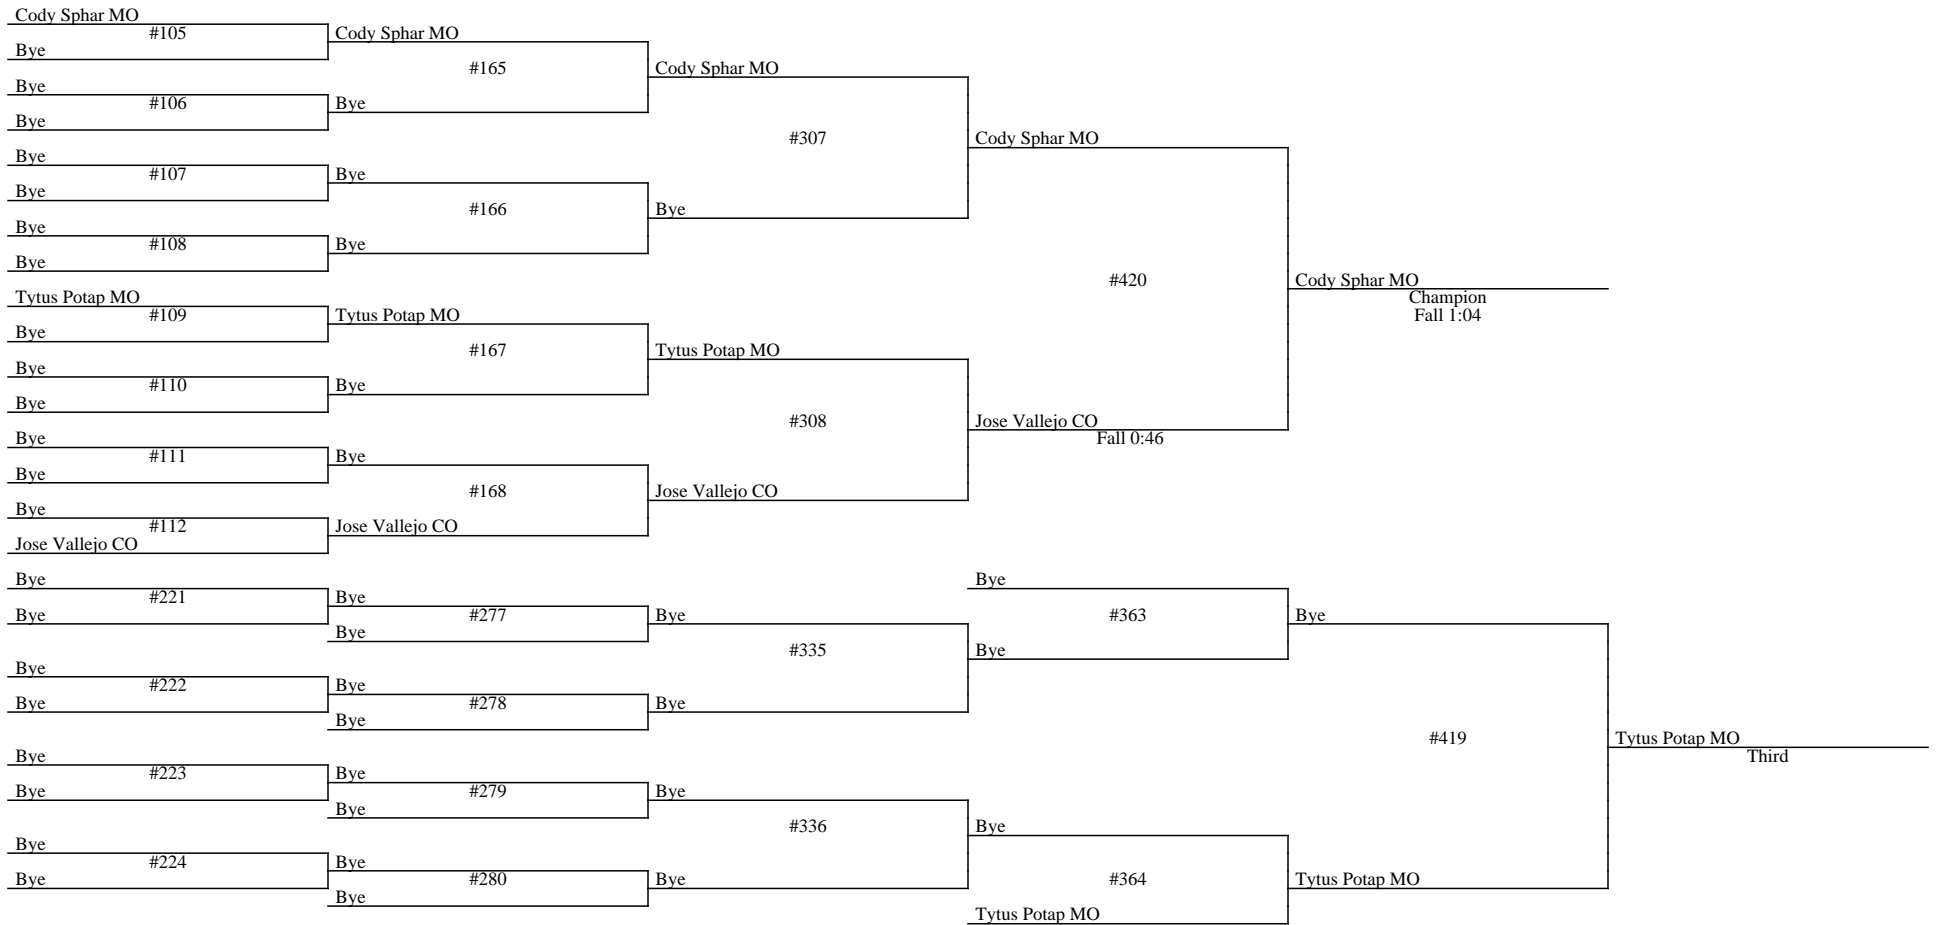 Cody Sphar MO
#105
Bye
Bye
#106
Bye
Bye
#107
Bye
Bye
#108
Bye
Tytus Potap MO
#109
Bye
Bye
#110
Bye
Bye
#111
Bye
Bye
#112
Jose Vallejo CO
Bye
#221
Bye
Bye
#222
Bye
Bye
#223
Bye
Bye
#224
Bye
Cody Sphar MO
#165
Bye
Bye
#166
Bye
Tytus Potap MO
#167
Bye
Bye
#168
Jose Vallejo CO
Bye
#277
Bye
Bye
#278
Bye
Bye
#279
Bye
Bye
#280
Bye
Cody Sphar MO
#307
Bye
Tytus Potap MO
#308
Jose Vallejo CO
Bye
#335
Bye
Bye
#336
Bye
Cody Sphar MO
#420
Jose Vallejo CO
Fall 0:46
Bye
#363
Bye
Bye
#364
Tytus Potap MO
Cody Sphar MO
Champion
Fall 1:04
Bye
#419
Tytus Potap MO
Tytus Potap MO
Third